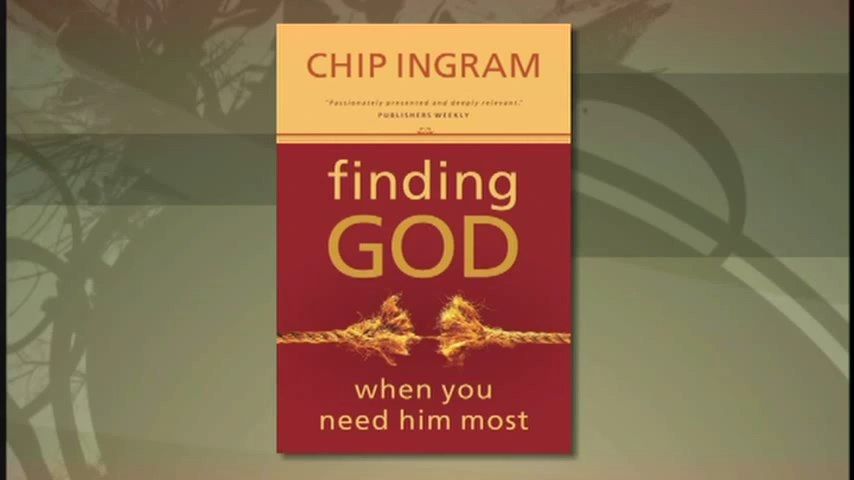 CHIP INGRAM
"Passionately presented and deeply relevant."
PUBLISHERS WEEKLY
finding
GOD
when you
need him most